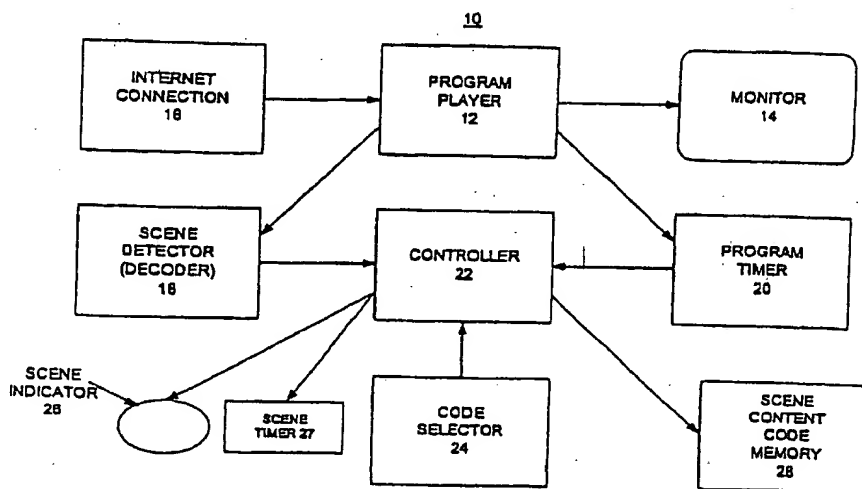 10
INTERNET
CONNECTION
16
PROGRAM
PLAYER
12
MONITOR
14
SCENE
DETECTOR
(DECODER)
18
CONTROLLER
22
PROGRAM
TIMER
20
SCENE
INDICATOR
26
SCENE
TIMER 27
CODE
SELECTOR
24
SCENE
CONTENT
CODE
MEMORY
28